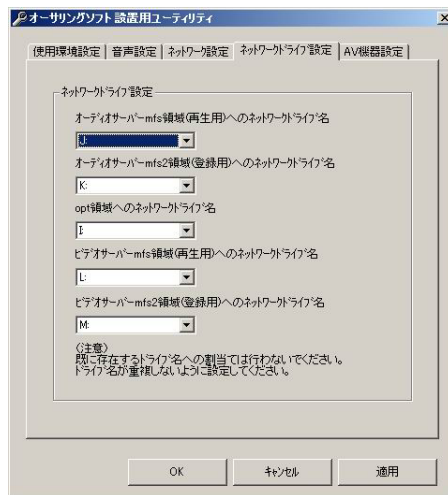 オーサリングソフト 設置用ユーティリティ
使用環境設定
音声設定
ネットワーク設定
ネットワークドライブ設定
AV機器設定
ネットワークドライブ設定
オーディオサーバーmfs領域(再生用)へのネットワークドライブ名
J:
オーディオサーバーmfs2領域(登録用)へのネットワークドライブ名
K:
opt領域へのネットワークドライブ名
I:
ビデオサーバーmfs領域(再生用)へのネットワークドライブ名
L:
ビデオサーバーmfs2領域(登録用)へのネットワークドライブ名
M:
〈注意〉
既に存在するドライブ名への割当ては行わないでください。
ドライブ名が重複しないように設定してください。
OK
キャンセル
適用